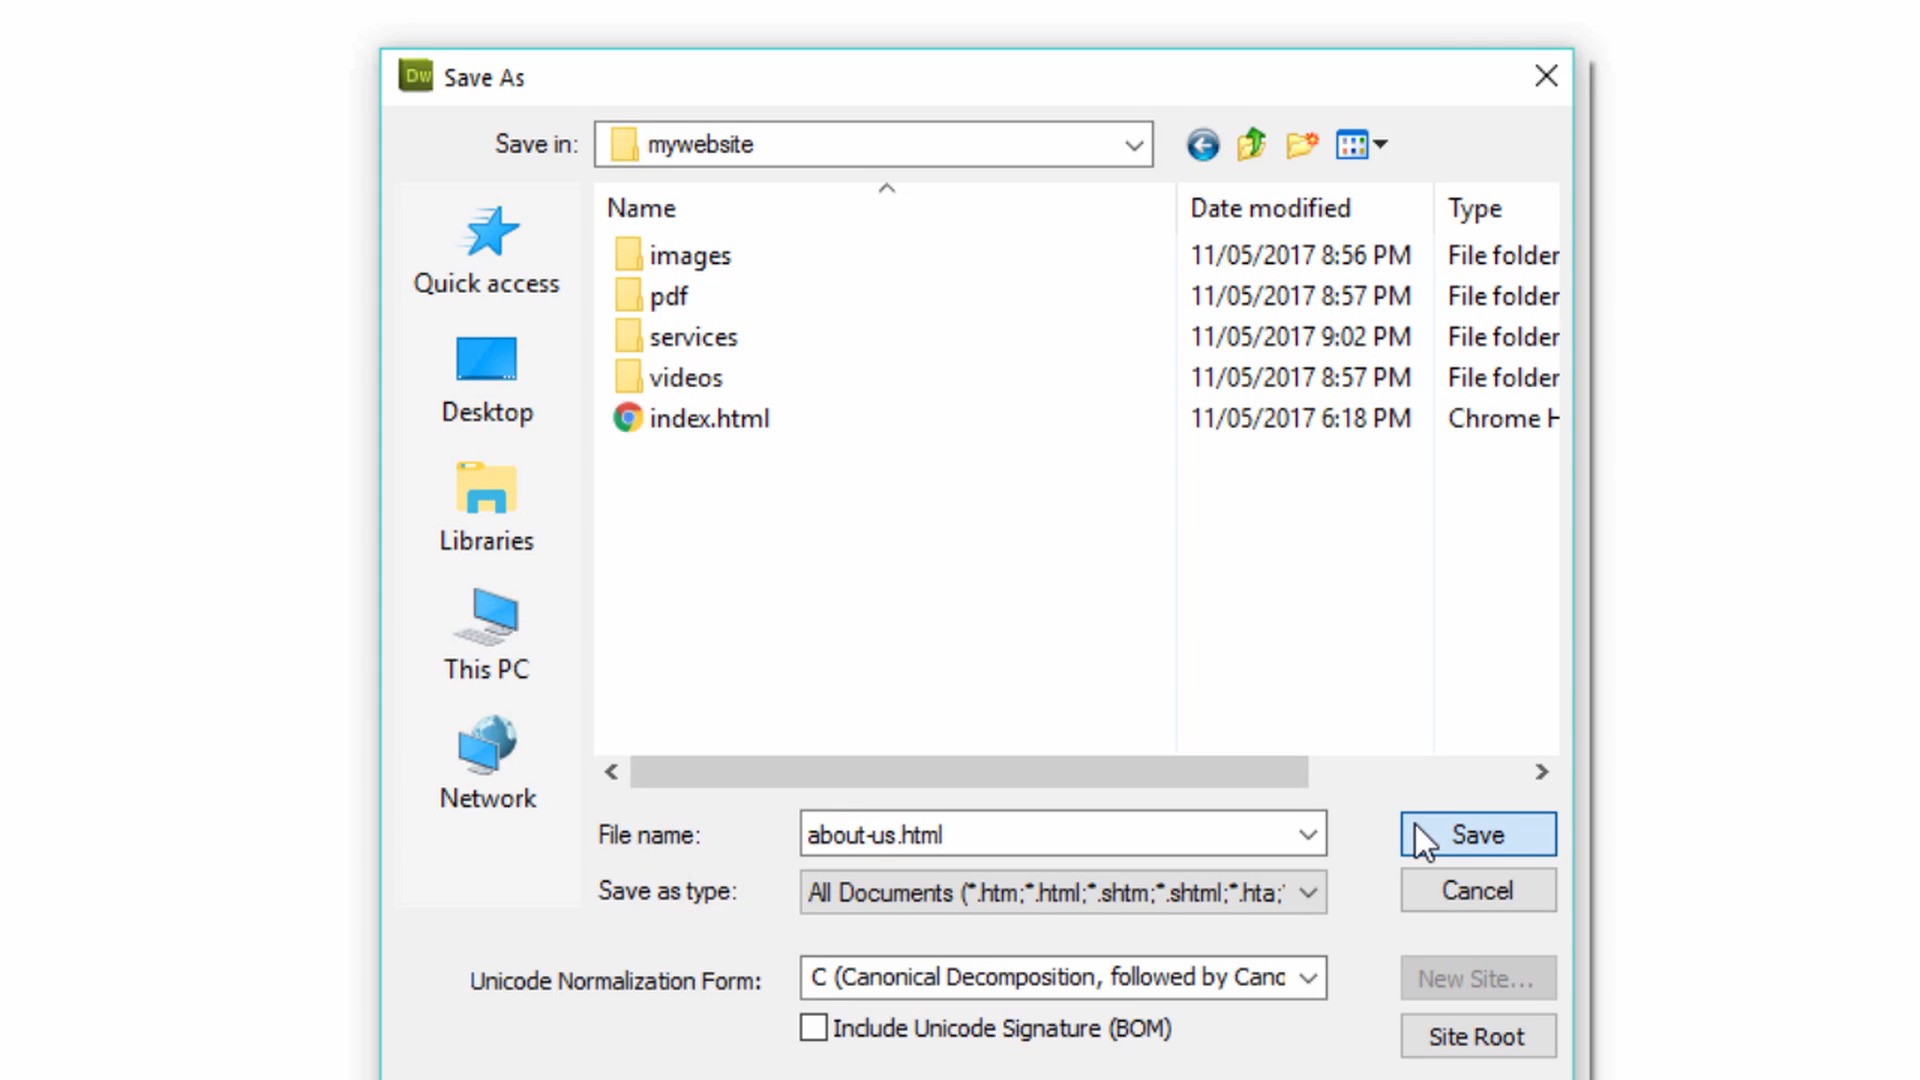 Dw Save As
Save in: mywebsite
Name Date modified Type
images 11/05/2017 8:56 PM File folder
pdf 11/05/2017 8:57 PM File folder
services 11/05/2017 9:02 PM File folder
videos 11/05/2017 8:57 PM File folder
index.html 11/05/2017 6:18 PM Chrome H
Quick access
Desktop
Libraries
This PC
Network
File name: about-us.html Save
Save as type: All Documents (*.htm;*.html;*.shtm;*.shtml;*.hta; Cancel
Unicode Normalization Form: C (Canonical Decomposition, followed by Cano New Site...
Include Unicode Signature (BOM) Site Root